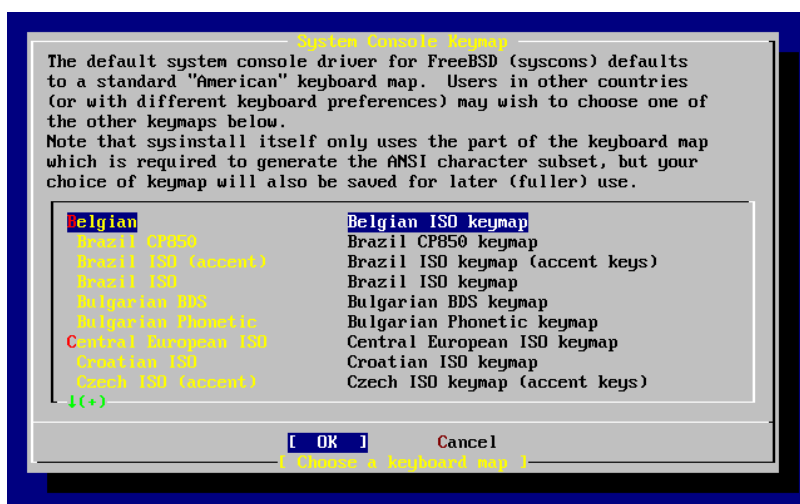 System Console Keymap
The default system console driver for FreeBSD (syscons) defaults
to a standard "American" keyboard map.  Users in other countries
(or with different keyboard preferences) may wish to choose one of
the other keymaps below.
Note that sysinstall itself only uses the part of the keyboard map
which is required to generate the ANSI character subset, but your
choice of keymap will also be saved for later (fuller) use.
Belgian Belgian ISO keymap
Brazil CP850 Brazil CP850 keymap
Brazil ISO (accent) Brazil ISO keymap (accent keys)
Brazil ISO Brazil ISO keymap
Bulgarian BDS Bulgarian BDS keymap
Bulgarian Phonetic Bulgarian Phonetic keymap
Central European ISO Central European ISO keymap
Croatian ISO Croatian ISO keymap
Czech ISO (accent) Czech ISO keymap (accent keys)
↓(+)
[ OK ] Cancel
[ Choose a keyboard map ]